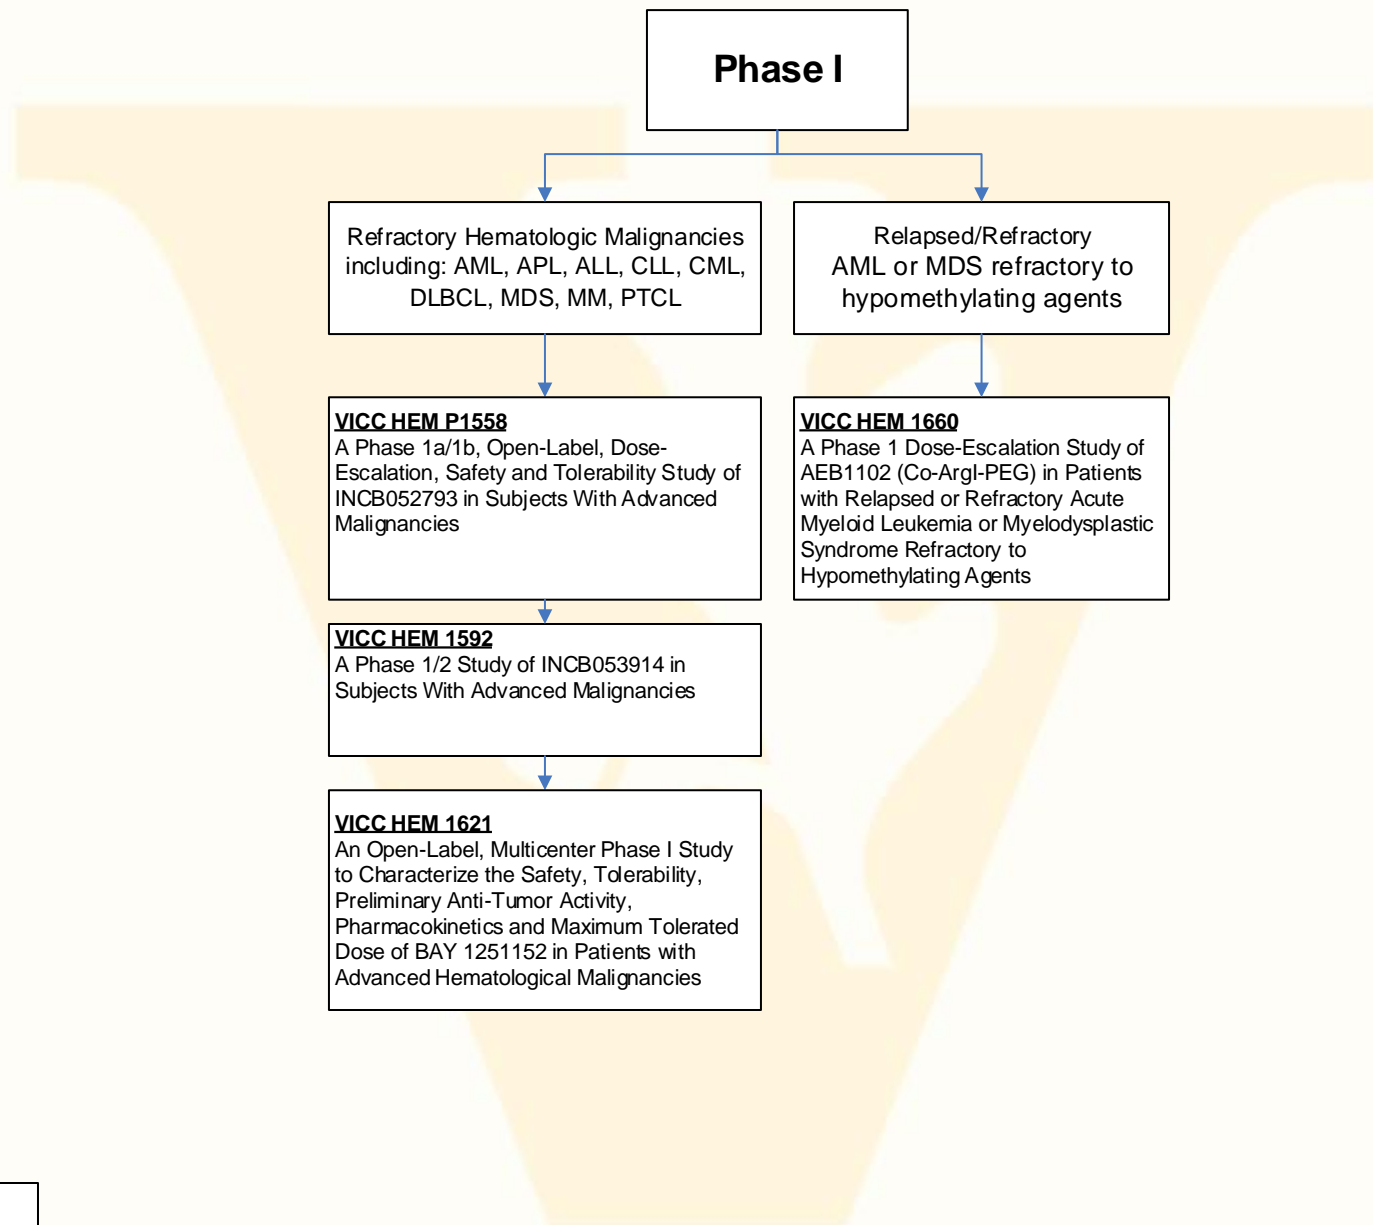 Phase I
Refractory Hematologic Malignancies
including: AML, APL, ALL, CLL, CML,
DLBCL, MDS, MM, PTCL
Relapsed/Refractory
AML or MDS refractory to
hypomethylating agents
VICC HEM P1558
A Phase 1a/1b, Open-Label, Dose-
Escalation, Safety and Tolerability Study of
INCB052793 in Subjects With Advanced
Malignancies
VICC HEM 1660
A Phase 1 Dose-Escalation Study of
AEB1102 (Co-ArgI-PEG) in Patients
with Relapsed or Refractory Acute
Myeloid Leukemia or Myelodysplastic
Syndrome Refractory to
Hypomethylating Agents
VICC HEM 1592
A Phase 1/2 Study of INCB053914 in
Subjects With Advanced Malignancies
VICC HEM 1621
An Open-Label, Multicenter Phase I Study
to Characterize the Safety, Tolerability,
Preliminary Anti-Tumor Activity,
Pharmacokinetics and Maximum Tolerated
Dose of BAY 1251152 in Patients with
Advanced Hematological Malignancies